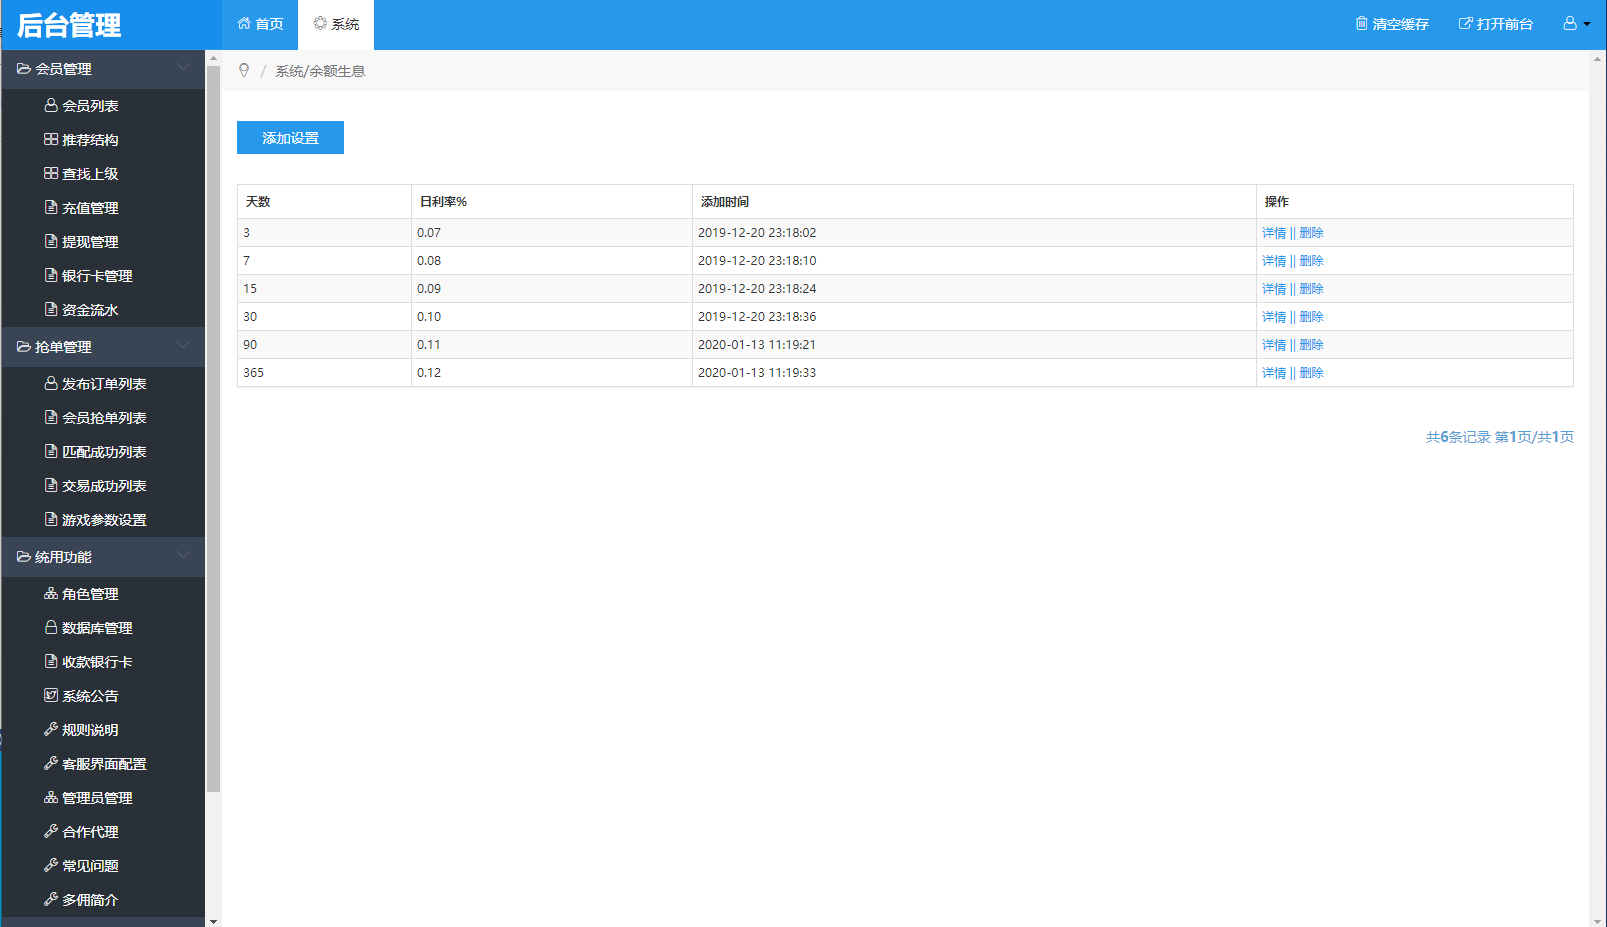 后台管理
首页
系统
清空缓存
打开前台
会员管理
会员列表
推荐结构
查找上级
充值管理
提现管理
银行卡管理
资金流水
抢单管理
发布订单列表
会员抢单列表
匹配成功列表
交易成功列表
游戏参数设置
统用功能
角色管理
数据库管理
收款银行卡
系统公告
规则说明
客服界面配置
管理员管理
合作代理
常见问题
多佣简介
/ 系统/余额生息
添加设置
天数 日利率% 添加时间 操作
3 0.07 2019-12-20 23:18:02 详情 || 删除
7 0.08 2019-12-20 23:18:10 详情 || 删除
15 0.09 2019-12-20 23:18:24 详情 || 删除
30 0.10 2019-12-20 23:18:36 详情 || 删除
90 0.11 2020-01-13 11:19:21 详情 || 删除
365 0.12 2020-01-13 11:19:33 详情 || 删除
共6条记录 第1页/共1页